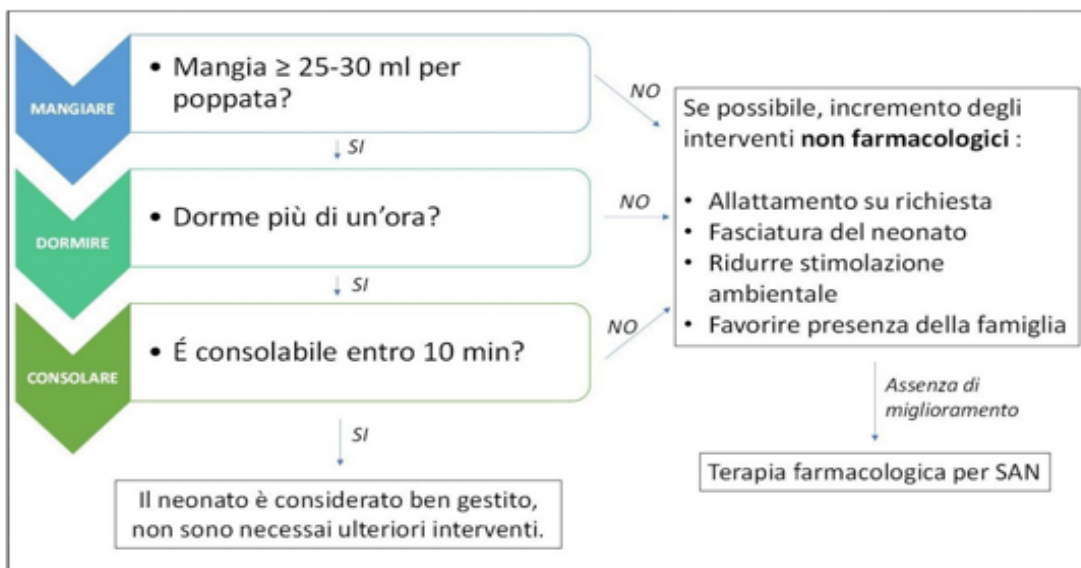 MANGIARE
• Mangia ≥ 25-30 ml per
poppata?
NO
SI
DORMIRE
• Dorme più di un'ora?
NO
SI
CONSOLARE
• É consolabile entro 10 min?
NO
SI
Il neonato è considerato ben gestito,
non sono necessai ulteriori interventi.
Se possibile, incremento degli
interventi non farmacologici :
• Allattamento su richiesta
• Fasciatura del neonato
• Ridurre stimolazione
ambientale
• Favorire presenza della famiglia
Assenza di
miglioramento
Terapia farmacologica per SAN